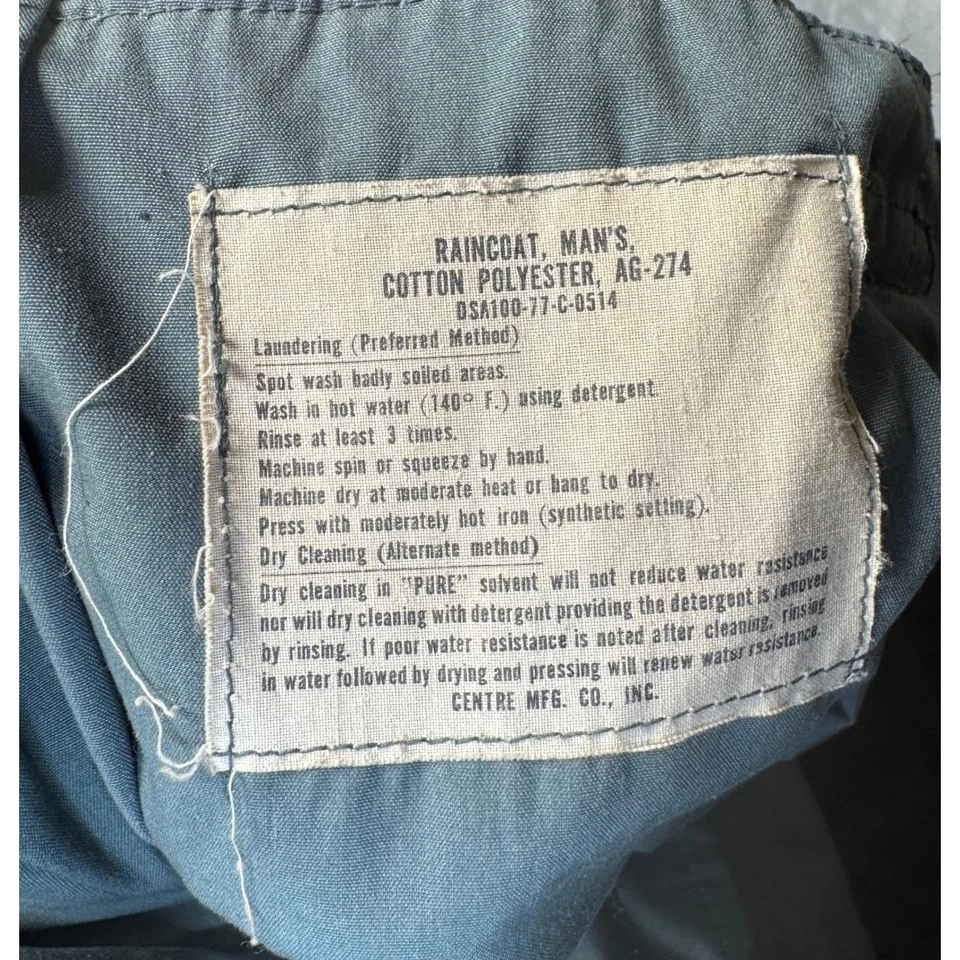 RAINCOAT, MAN'S,
COTTON POLYESTER, AG-274
DSA100-77-C-0514
Laundering (Preferred Method)
Spot wash badly soiled areas.
Wash in hot water (140° F.) using detergent.
Rinse at least 3 times.
Machine spin or squeeze by hand.
Machine dry at moderate heat or hang to dry.
Press with moderately hot iron (synthetic setting).
Dry Cleaning (Alternate method)
Dry cleaning in "PURE" solvent will not reduce water resistance
nor will dry cleaning with detergent providing the detergent is removed
by rinsing. If poor water resistance is noted after cleaning, rinsing
in water followed by drying and pressing will renew water resistance.
CENTRE MFG. CO., INC.